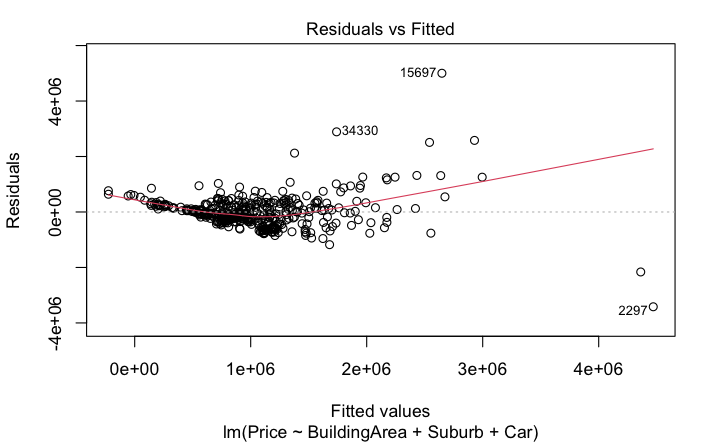 Residuals vs Fitted
Residuals
4e+06
0e+00
-4e+06
15697
34330
2297
0e+00 1e+06 2e+06 3e+06 4e+06
Fitted values
lm(Price ~ BuildingArea + Suburb + Car)